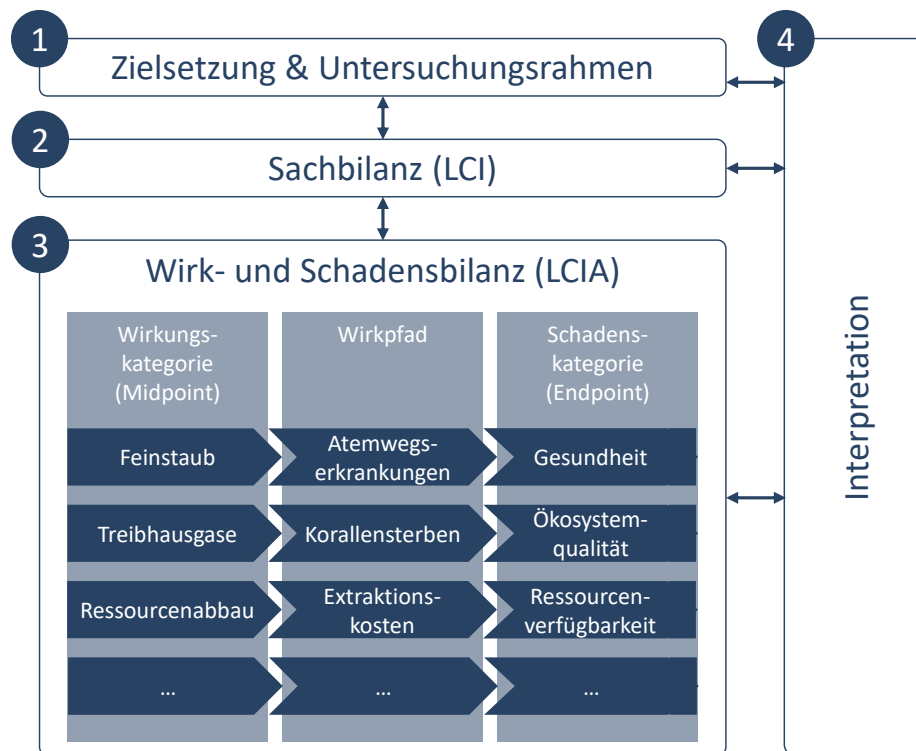 1
Zielsetzung & Untersuchungsrahmen
2
Sachbilanz (LCI)
3
Wirk- und Schadensbilanz (LCIA)
Wirkungs-
kategorie
(Midpoint)
Wirkpfad
Schadens-
kategorie
(Endpoint)
Feinstaub
Atemwegs-
erkrankungen
Gesundheit
Treibhausgase
Korallensterben
Ökosystem-
qualität
Ressourcenabbau
Extraktions-
kosten
Ressourcen-
verfügbarkeit
...
...
...
4
Interpretation